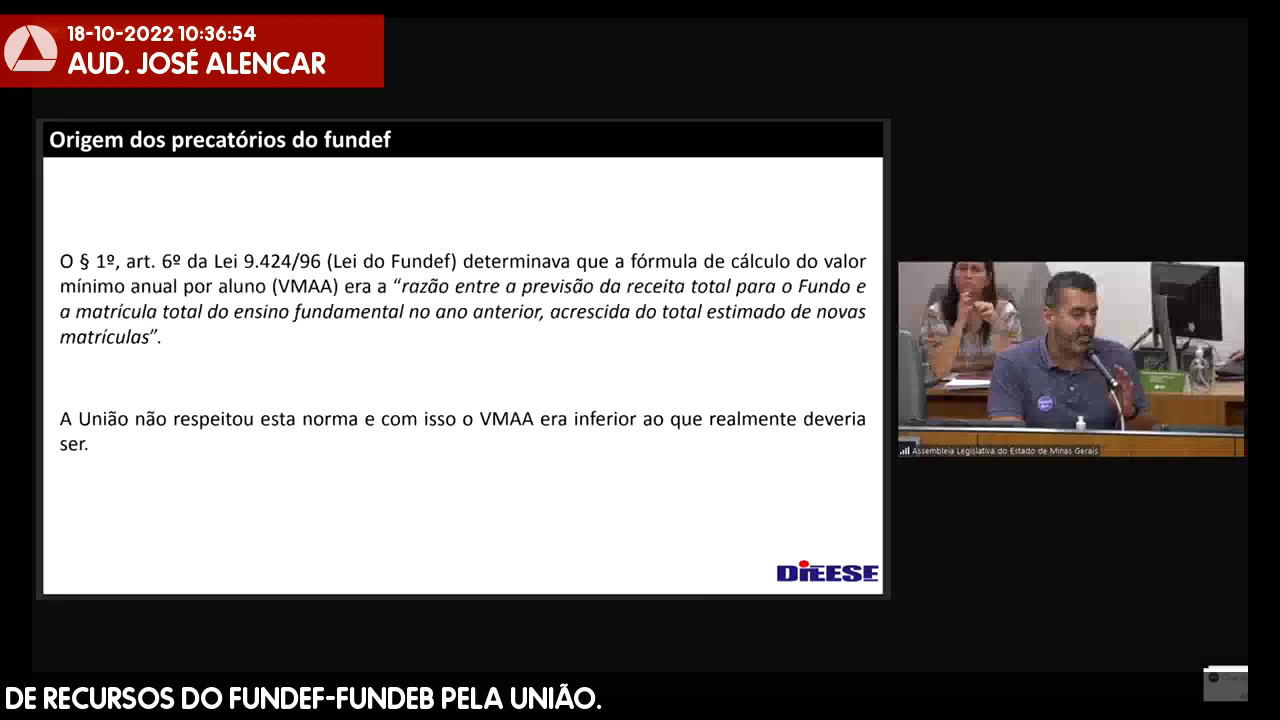 18-10-2022 10:36:54
AUD. JOSÉ ALENCAR
Origem dos precatórios do fundef
O § 1º, art. 6º da Lei 9.424/96 (Lei do Fundef) determinava que a fórmula de cálculo do valor
mínimo anual por aluno (VMAA) era a “razão entre a previsão da receita total para o Fundo e
a matrícula total do ensino fundamental no ano anterior, acrescida do total estimado de novas
matrículas”.
A União não respeitou esta norma e com isso o VMAA era inferior ao que realmente deveria
ser.
DIEESE
Assembleia Legislativa do Estado de Minas Gerais
DE RECURSOS DO FUNDEF-FUNDEB PELA UNIÃO.